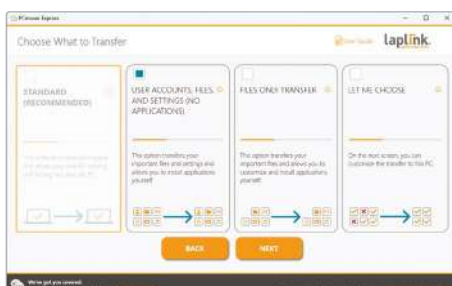 PCmover Express
Choose What to Transfer
User Guide
laplink.
STANDARD
(RECOMMENDED)
USER ACCOUNTS, FILES,
AND SETTINGS (NO
APPLICATIONS)
This option transfers your
important files and settings and
allows you to install applications
yourself
FILES ONLY TRANSFER
This option transfers your
important files and allows you to
customize and install applications
yourself
LET ME CHOOSE
On the next screen, you can
customize the transfer to this PC.
BACK
NEXT
We've got you covered.